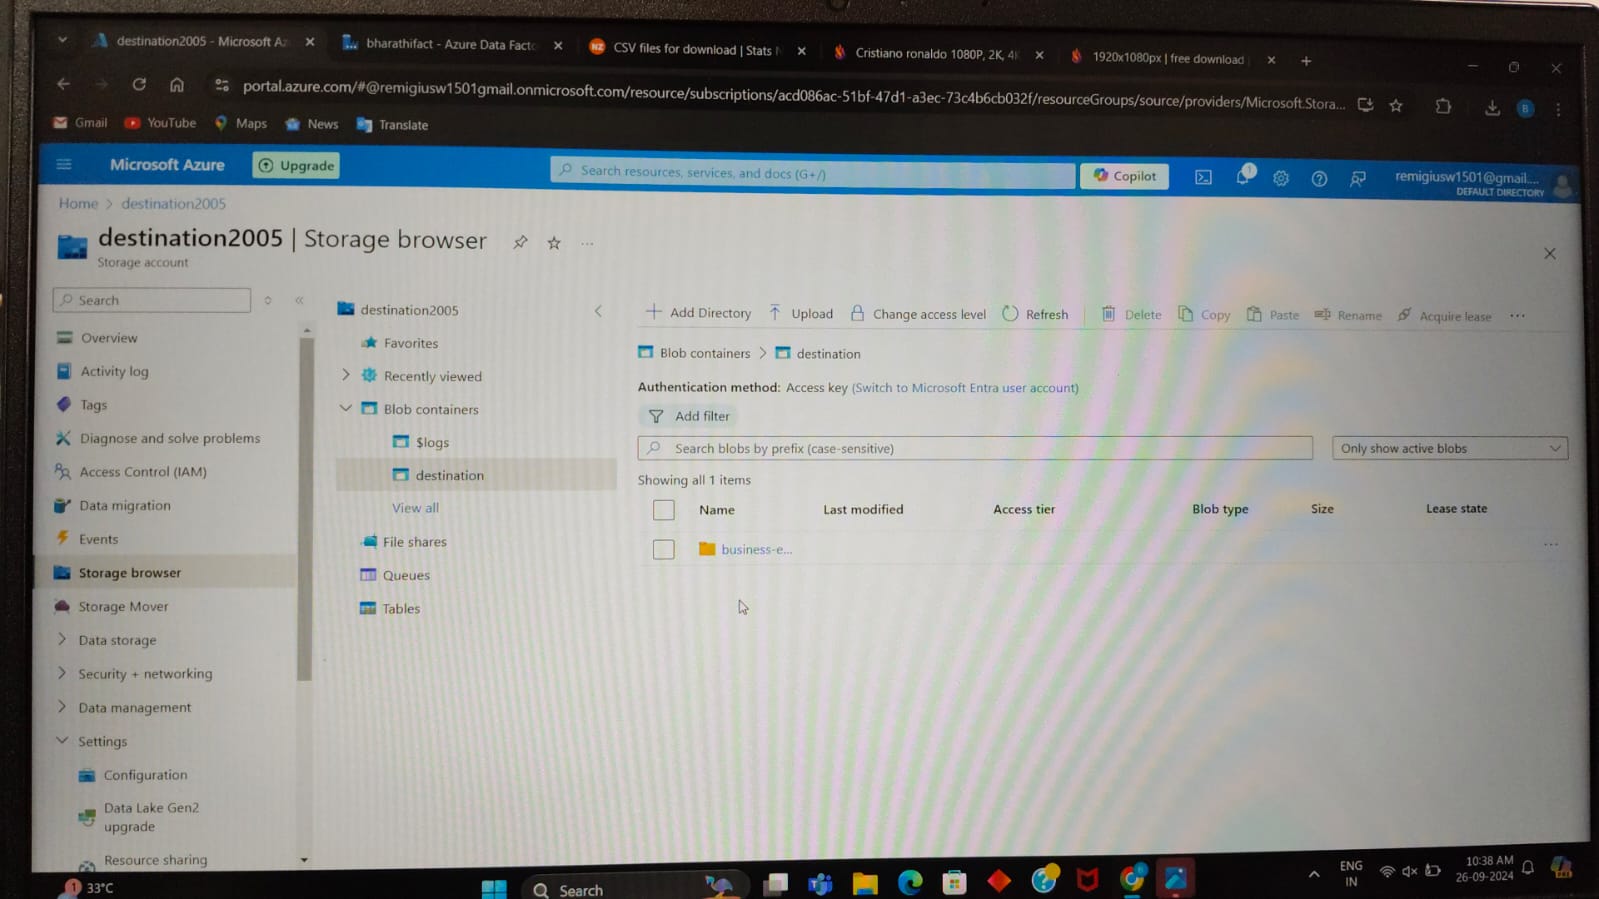 destination2005 - Microsoft Az
bharathifact - Azure Data Facto
CSV files for download | Stats N
Cristiano ronaldo 1080P, 2K, 4K
1920x1080px | free download
portal.azure.com/#@remigiusw1501gmail.onmicrosoft.com/resource/subscriptions/acd086ac-51bf-47d1-a3ec-73c4b6cb032f/resourceGroups/source/providers/Microsoft.Stora...
B
Gmail
YouTube
Maps
News
Translate
Microsoft Azure
Upgrade
Search resources, services, and docs (G+/)
Copilot
1
remigiusw1501@gmail....
DEFAULT DIRECTORY
Home > destination2005
destination2005 | Storage browser
Storage account
Search
Overview
Activity log
Tags
Diagnose and solve problems
Access Control (IAM)
Data migration
Events
Storage browser
Storage Mover
Data storage
Security + networking
Data management
Settings
Configuration
Data Lake Gen2
upgrade
Resource sharing
destination2005
Favorites
Recently viewed
Blob containers
$logs
destination
View all
File shares
Queues
Tables
Add Directory
Upload
Change access level
Refresh
Delete
Copy
Paste
Rename
Acquire lease
Blob containers > destination
Authentication method: Access key (Switch to Microsoft Entra user account)
Add filter
Search blobs by prefix (case-sensitive)
Only show active blobs
Showing all 1 items
Name Last modified Access tier Blob type Size Lease state
business-e...
1
33°C
Search
ENG
IN
10:38 AM
26-09-2024